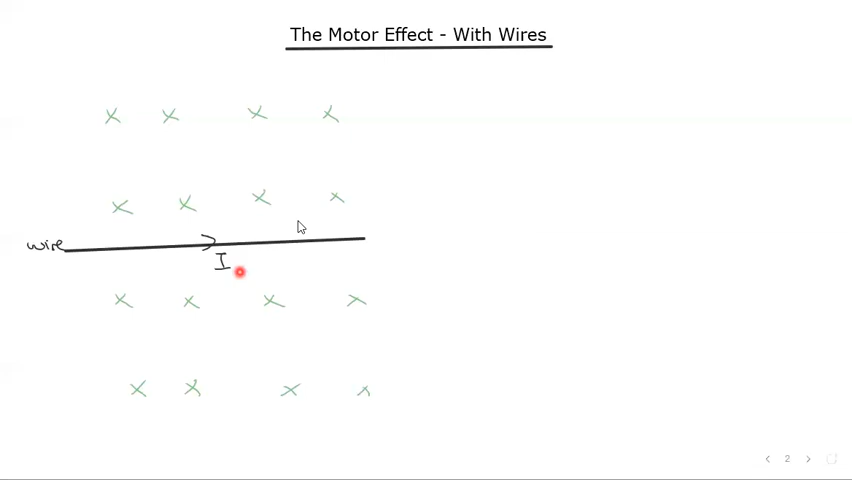 The Motor Effect - With Wires
x x x x
x x x x
wire
I
x x x x
x x x x
2